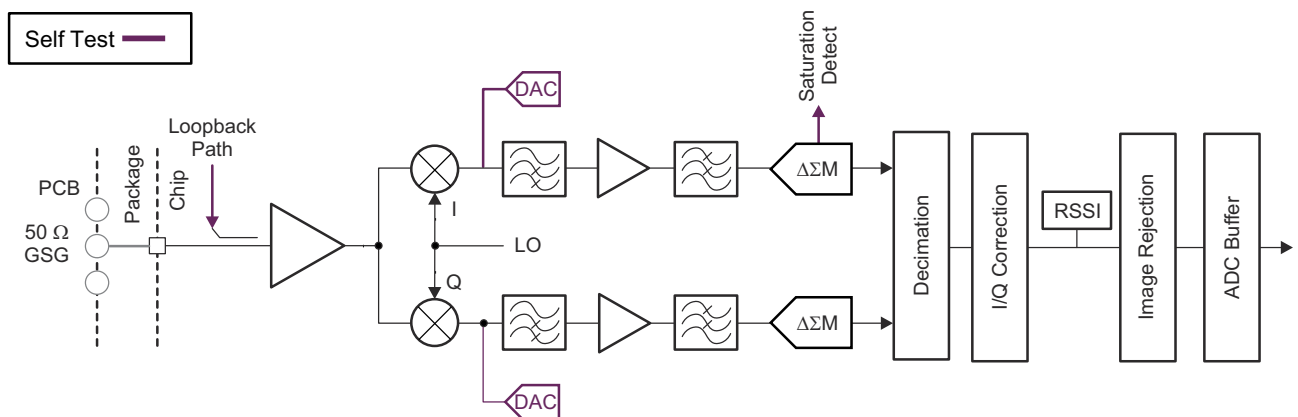 Self Test
DAC
Saturation
Detect
Loopback
Path
PCB
Package
Chip
50 Ω
GSG
I
LO
Q
ΔΣM
ΔΣM
DAC
Decimation
I/Q Correction
RSSI
Image Rejection
ADC Buffer